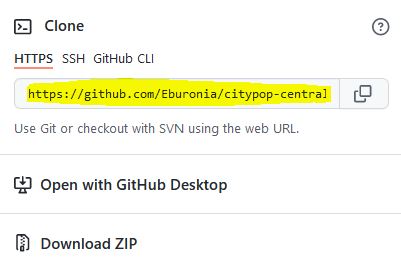 Clone
HTTPS SSH GitHub CLI
https://github.com/Eburonia/citypop-central
Use Git or checkout with SVN using the web URL.
Open with GitHub Desktop
Download ZIP